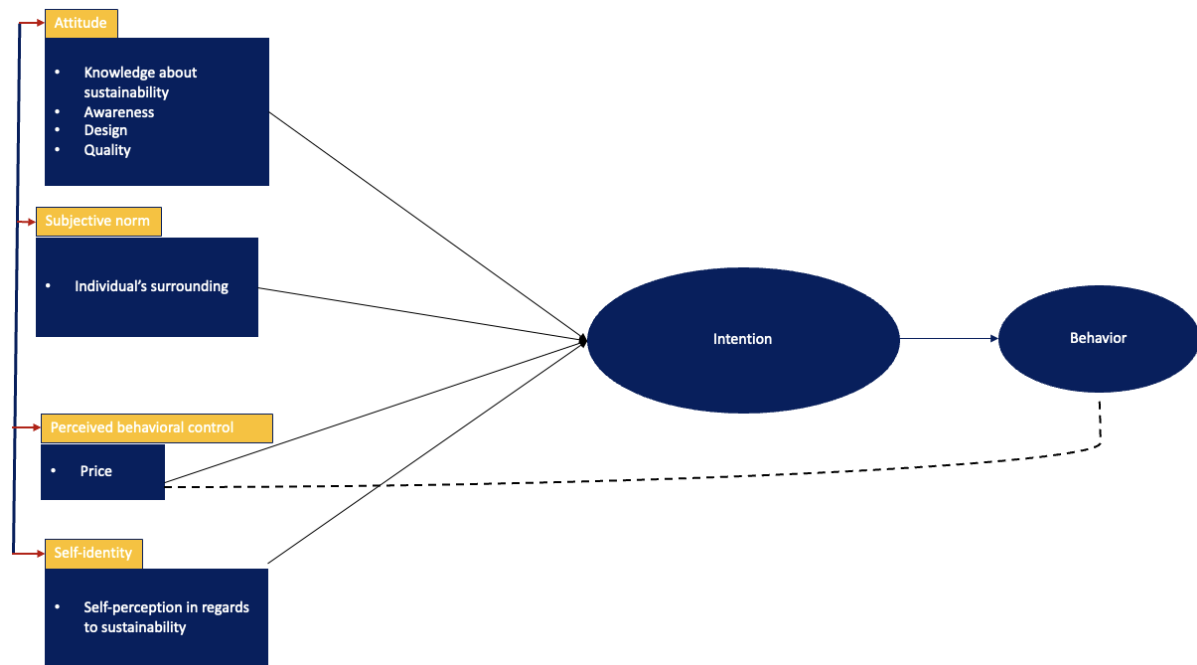 Attitude
• Knowledge about
sustainability
• Awareness
• Design
• Quality
Subjective norm
• Individual's surrounding
Intention
Behavior
Perceived behavioral control
• Price
Self-identity
• Self-perception in regards
to sustainability